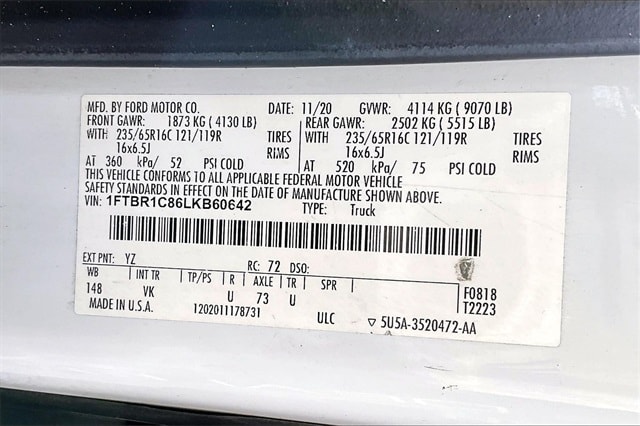 MFD. BY FORD MOTOR CO. DATE: 11/20 GVWR: 4114 KG ( 9070 LB)
FRONT GAWR: 1873 KG ( 4130 LB) REAR GAWR: 2502 KG ( 5515 LB)
WITH 235/65R16C 121/119R TIRES WITH 235/65R16C 121/119R TIRES
16x6.5J RIMS 16x6.5J RIMS
AT 360 kPa/ 52 PSI COLD AT 520 kPa/ 75 PSI COLD
THIS VEHICLE CONFORMS TO ALL APPLICABLE FEDERAL MOTOR VEHICLE
SAFETY STANDARDS IN EFFECT ON THE DATE OF MANUFACTURE SHOWN ABOVE.
VIN: 1FTBR1C86LKB60642 TYPE: Truck
EXT PNT: YZ RC: 72 DSO:
WB INT TR TP/PS R AXLE TR SPR F0818
148 VK U 73 U T2223
MADE IN U.S.A. 1202011178731 ULC ▽ 5U5A-3520472-AA